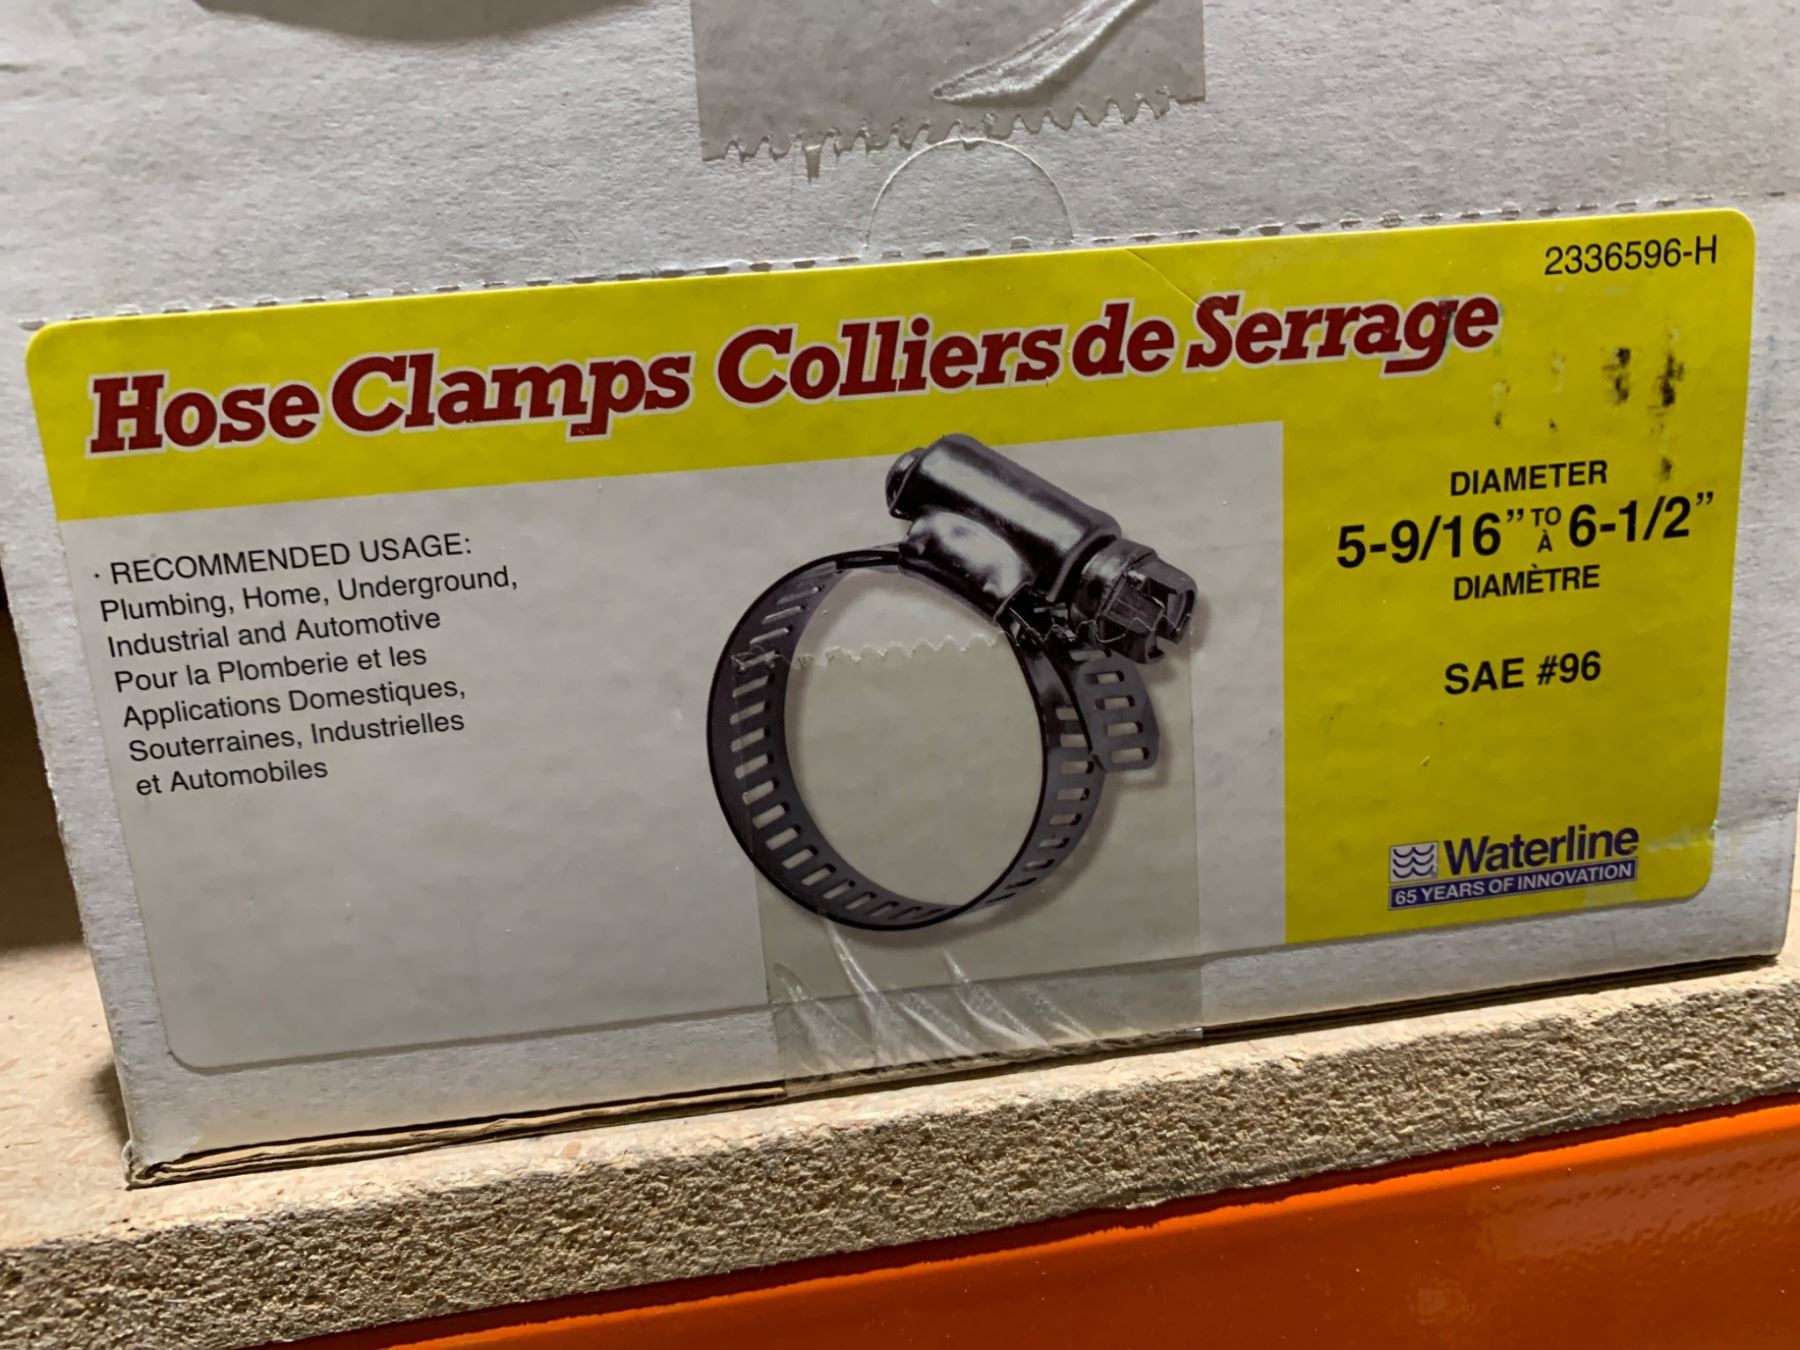 2336596-H
Hose Clamps Colliers de Serrage
· RECOMMENDED USAGE:
Plumbing, Home, Underground,
Industrial and Automotive
Pour la Plomberie et les
Applications Domestiques,
Souterraines, Industrielles
et Automobiles
DIAMETER
5-9/16” TO À 6-1/2”
DIAMÈTRE
SAE #96
Waterline
65 YEARS OF INNOVATION